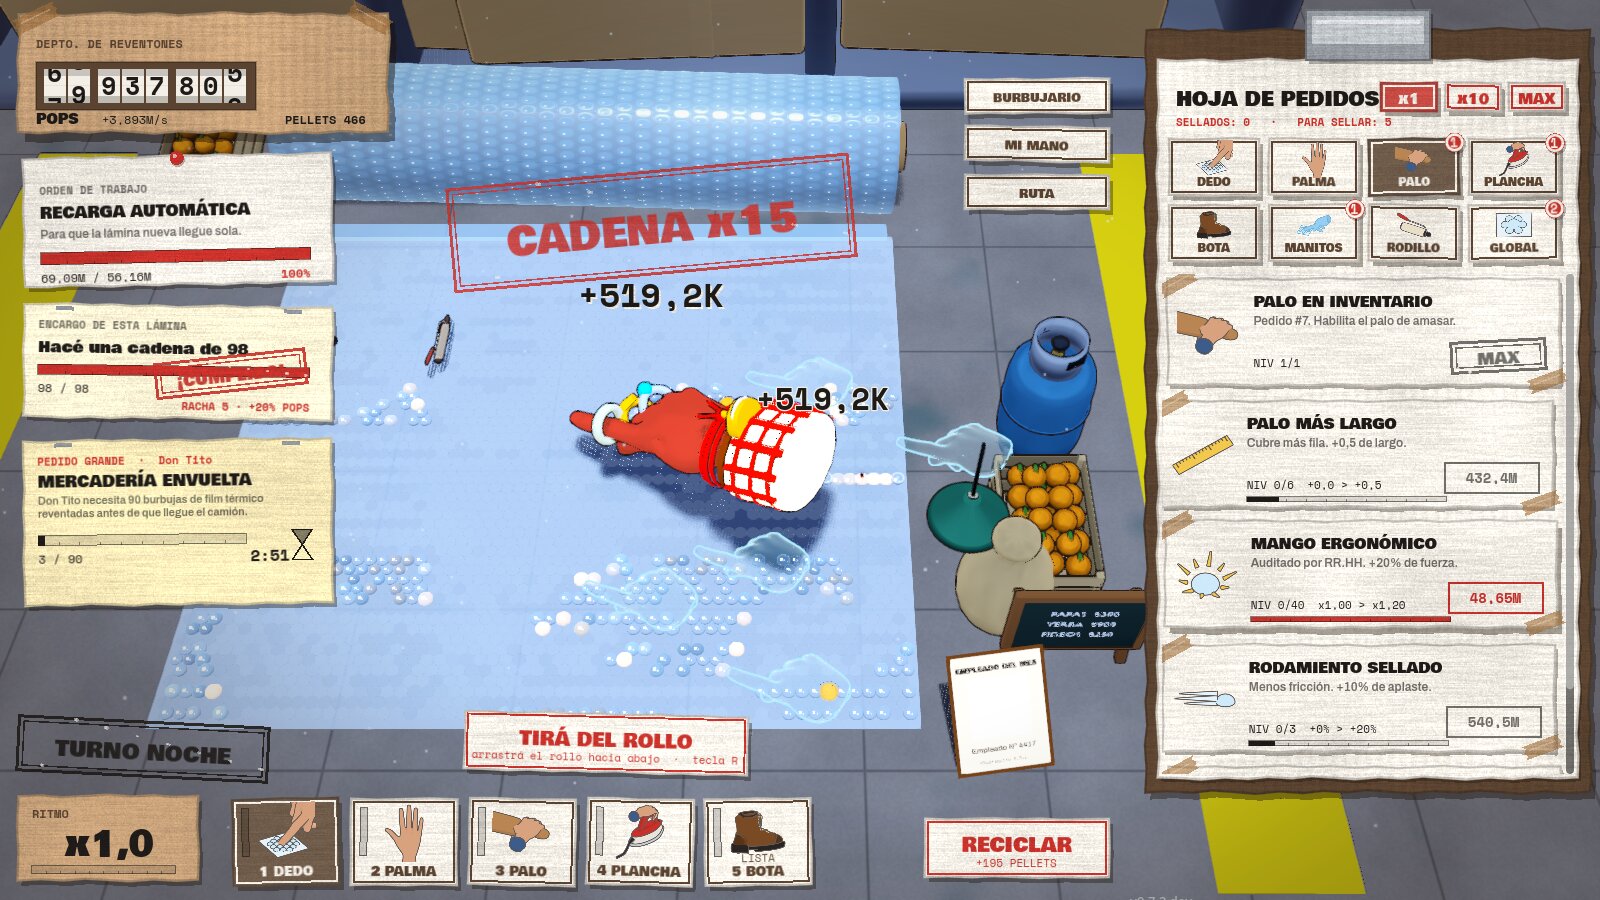 DEPTO. DE REVENTONES
POPS +3,893M/s PELLETS 466
ORDEN DE TRABAJO
RECARGA AUTOMÁTICA
Para que la lámina nueva llegue sola.
69,09M / 56,16M 100%
ENCARGO DE ESTA LÁMINA
Hacé una cadena de 98
98 / 98
RACHA 5 · +20% POPS
PEDIDO GRANDE · Don Tito
MERCADERÍA ENVUELTA
Don Tito necesita 90 burbujas de film térmico
reventadas antes de que llegue el camión.
3 / 90 2:51
TURNO NOCHE
RITMO
x1,0
CADENA x15
+519,2K
+519,2K
TIRÁ DEL ROLLO
arrastrá el rollo hacia abajo · tecla R
1 DEDO
2 PALMA
3 PALO
4 PLANCHA
LISTA
5 BOTA
BURBUJARIO
MI MANO
RUTA
EMPLEADO DEL MES
Empleado N° 4417
RECICLAR
+195 PELLETS
HOJA DE PEDIDOS x1 x10 MAX
SELLADOS: 0 · PARA SELLAR: 5
DEDO
PALMA
PALO 1
PLANCHA 1
BOTA
MANITOS 1
RODILLO
GLOBAL 2
PALO EN INVENTARIO
Pedido #7. Habilita el palo de amasar.
NIV 1/1 MAX
PALO MÁS LARGO
Cubre más fila. +0,5 de largo.
NIV 0/6 +0,0 > +0,5 432,4M
MANGO ERGONÓMICO
Auditado por RR.HH. +20% de fuerza.
NIV 0/40 x1,00 > x1,20 48,65M
RODAMIENTO SELLADO
Menos fricción. +10% de aplaste.
NIV 0/3 +0% > +20% 540,5M